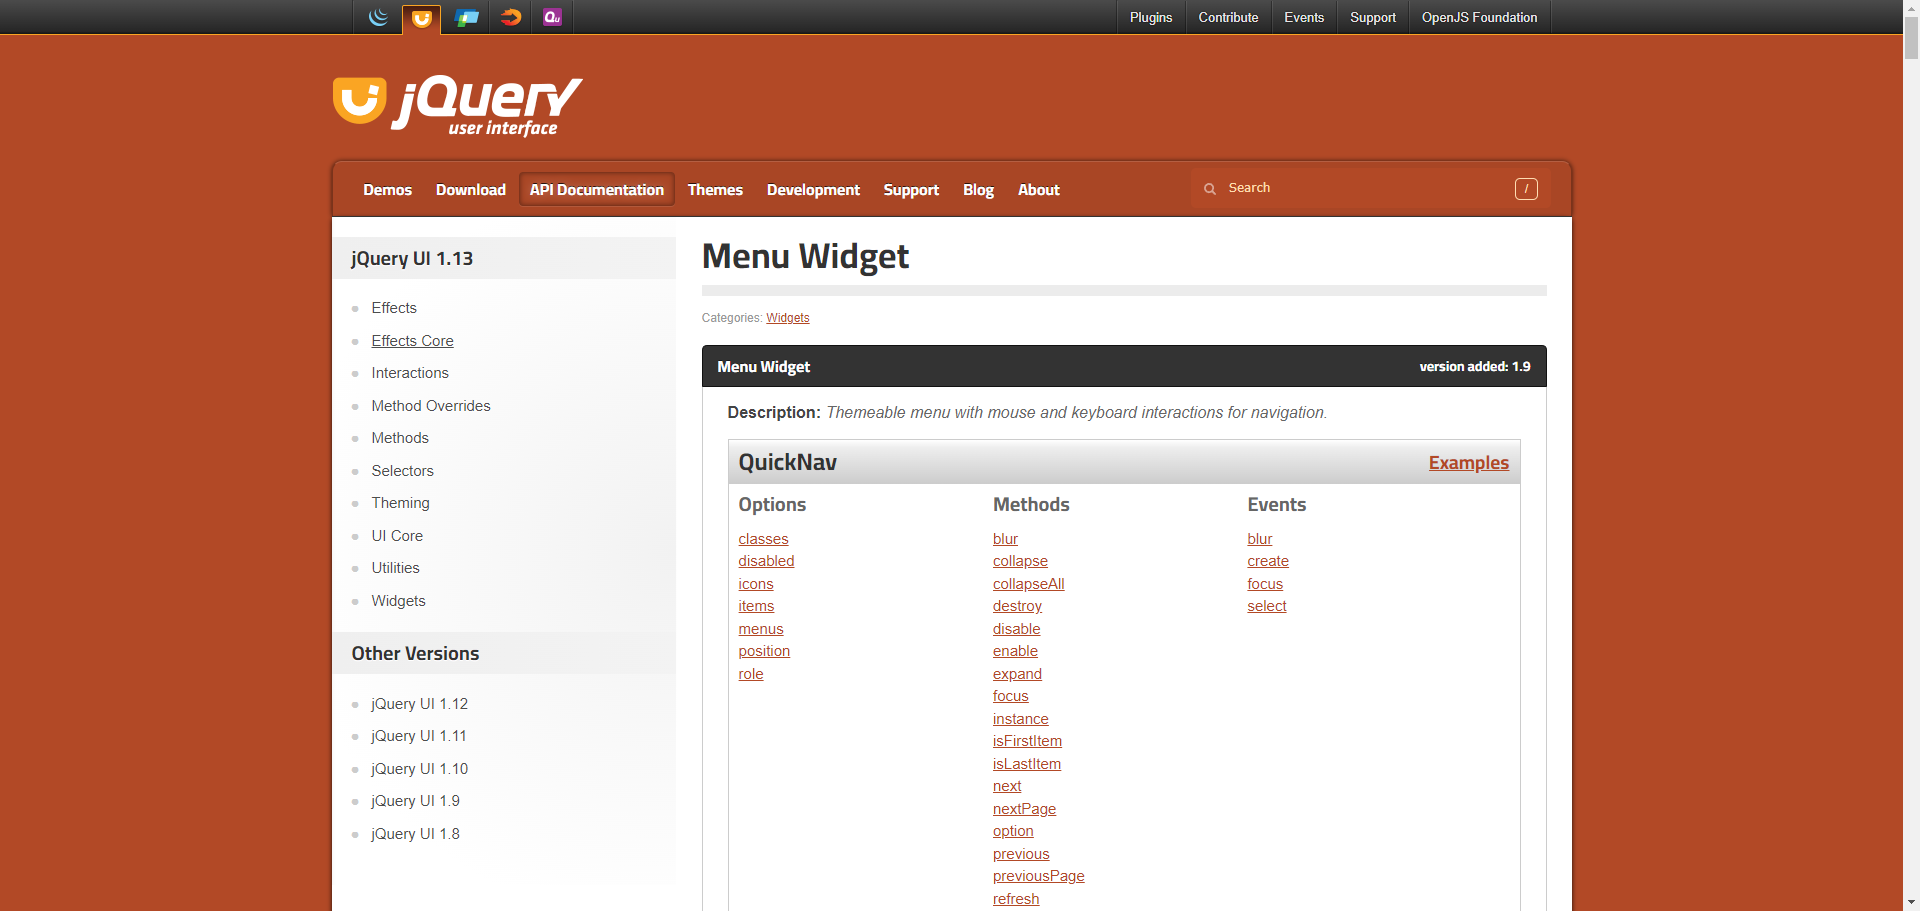 Plugins Contribute Events Support OpenJS Foundation
Qu
jQuery
user interface
Demos Download API Documentation Themes Development Support Blog About Search /
jQuery UI 1.13
Effects
Effects Core
Interactions
Method Overrides
Methods
Selectors
Theming
UI Core
Utilities
Widgets
Other Versions
jQuery UI 1.12
jQuery UI 1.11
jQuery UI 1.10
jQuery UI 1.9
jQuery UI 1.8
Menu Widget
Categories: Widgets
Menu Widget version added: 1.9
Description: Themeable menu with mouse and keyboard interactions for navigation.
QuickNav Examples
Options
classes
disabled
icons
items
menus
position
role
Methods
blur
collapse
collapseAll
destroy
disable
enable
expand
focus
instance
isFirstItem
isLastItem
next
nextPage
option
previous
previousPage
refresh
Events
blur
create
focus
select